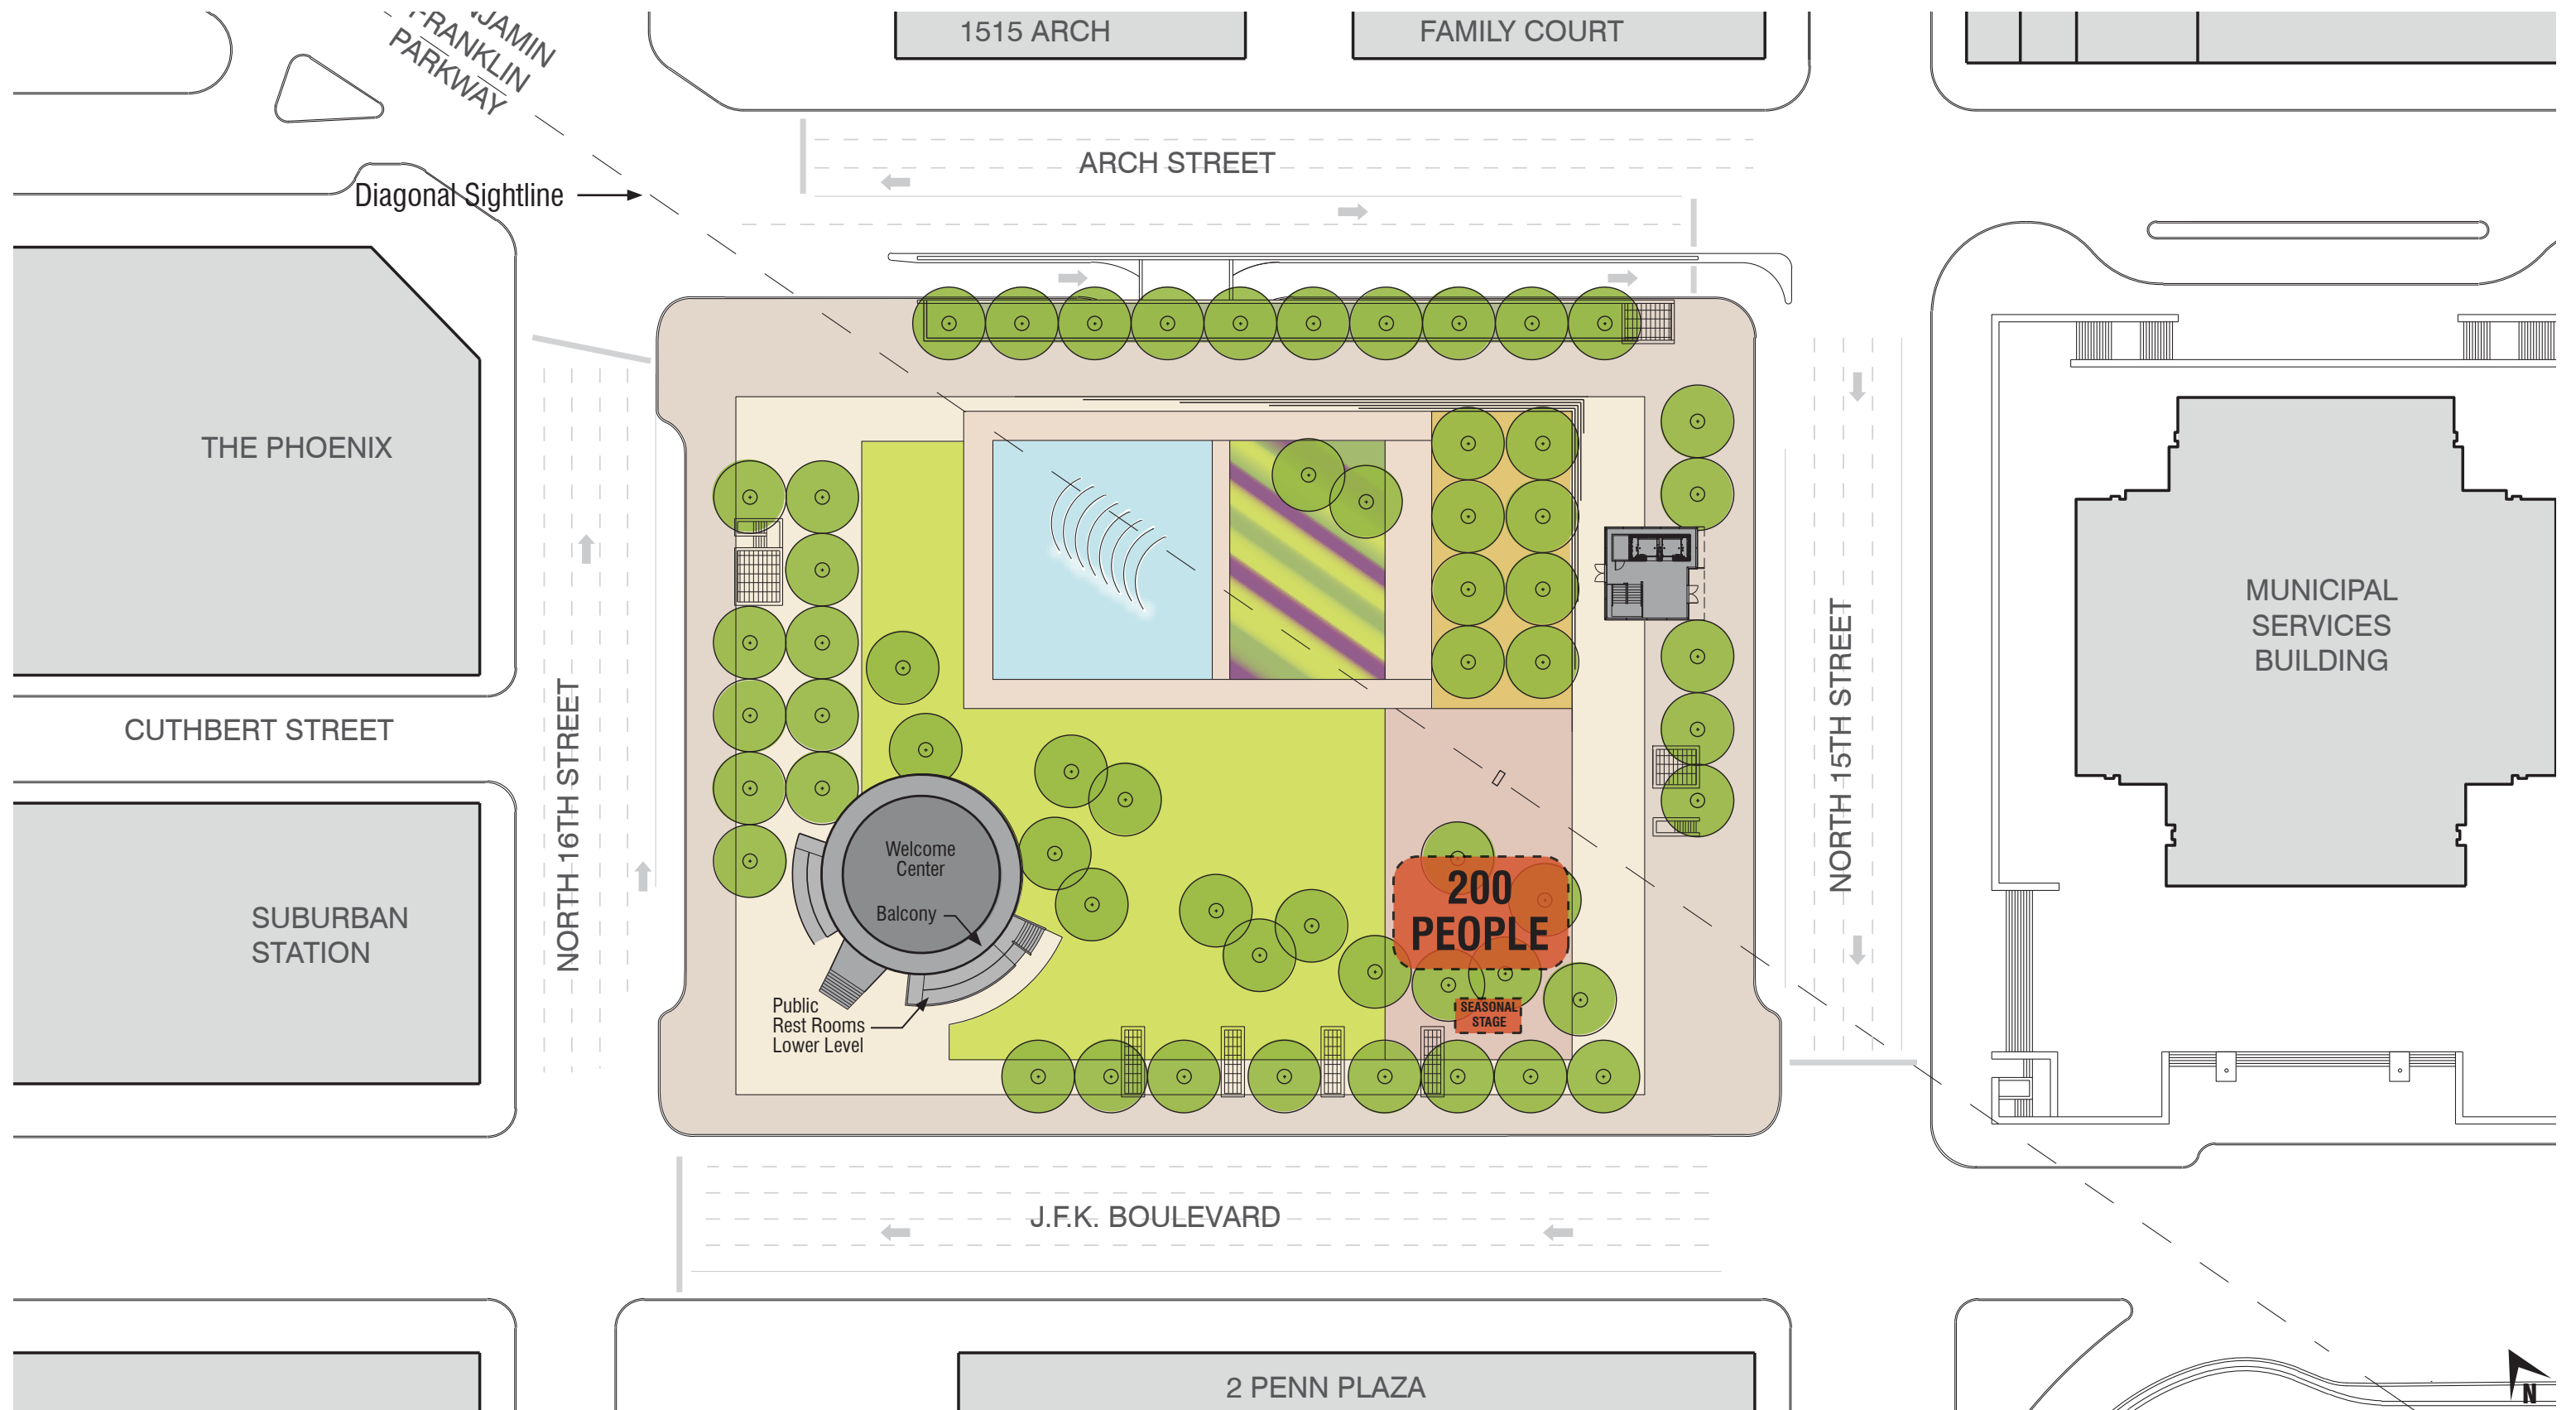 1515 ARCH
FAMILY COURT
FRANKLIN
PARKWAY
ARCH STREET
Diagonal Sightline
THE PHOENIX
MUNICIPAL
SERVICES
BUILDING
CUTHBERT STREET
NORTH 16TH STREET
NORTH 15TH STREET
Welcome
Center
Balcony
200
PEOPLE
SUBURBAN
STATION
Public
Rest Rooms
Lower Level
SEASONAL
STAGE
J.F.K. BOULEVARD
2 PENN PLAZA
N